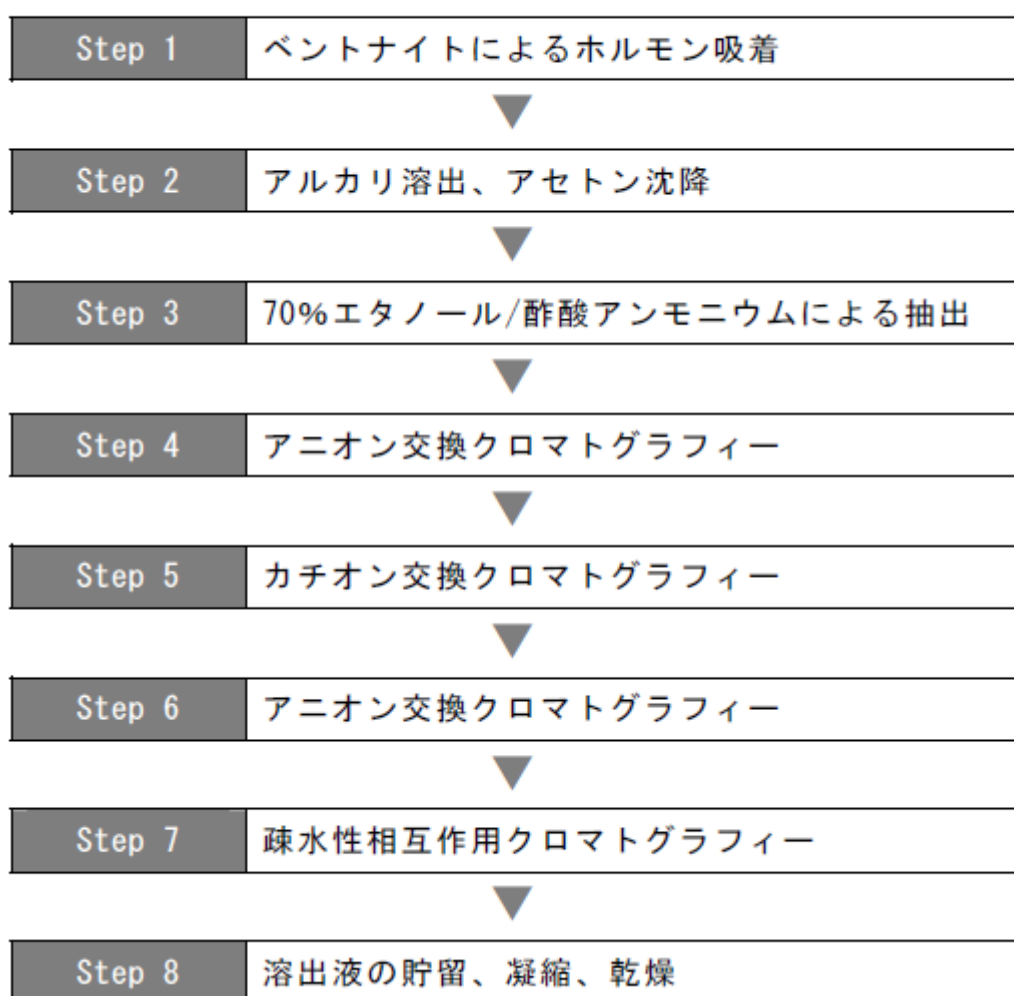 Step 1 ベントナイトによるホルモン吸着
Step 2 アルカリ溶出、アセトン沈降
Step 3 70%エタノール/酢酸アンモニウムによる抽出
Step 4 アニオン交換クロマトグラフィー
Step 5 カチオン交換クロマトグラフィー
Step 6 アニオン交換クロマトグラフィー
Step 7 疎水性相互作用クロマトグラフィー
Step 8 溶出液の貯留、凝縮、乾燥